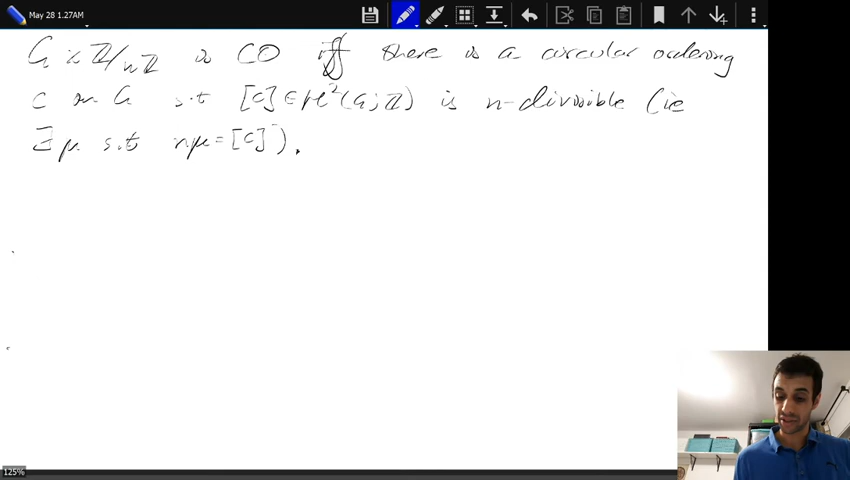 May 28 1:27AM
G × ℤ/nℤ is CO iff there is a circular ordering
c on G s.t [c] ∈ H²(G; ℤ) is n-divisible (ie
∃ μ s.t nμ = [c]).
125%